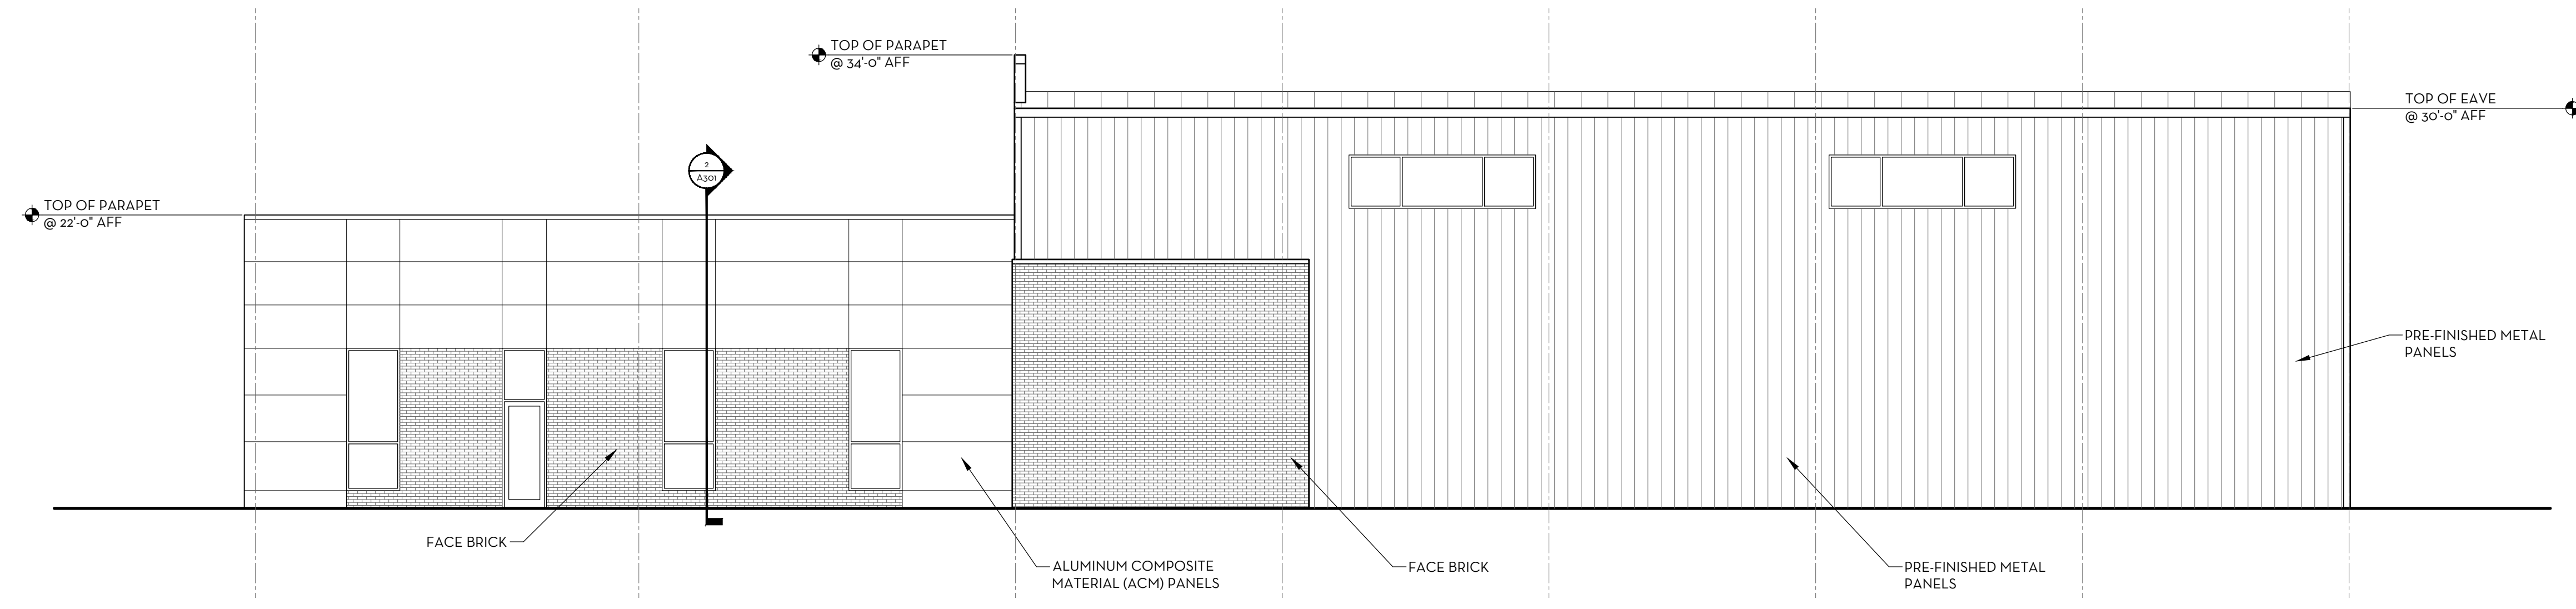 TOP OF PARAPET
@ 34'-0" AFF
TOP OF EAVE
@ 30'-0" AFF
2
A301
TOP OF PARAPET
@ 22'-0" AFF
PRE-FINISHED METAL
PANELS
FACE BRICK
ALUMINUM COMPOSITE
MATERIAL (ACM) PANELS
FACE BRICK
PRE-FINISHED METAL
PANELS